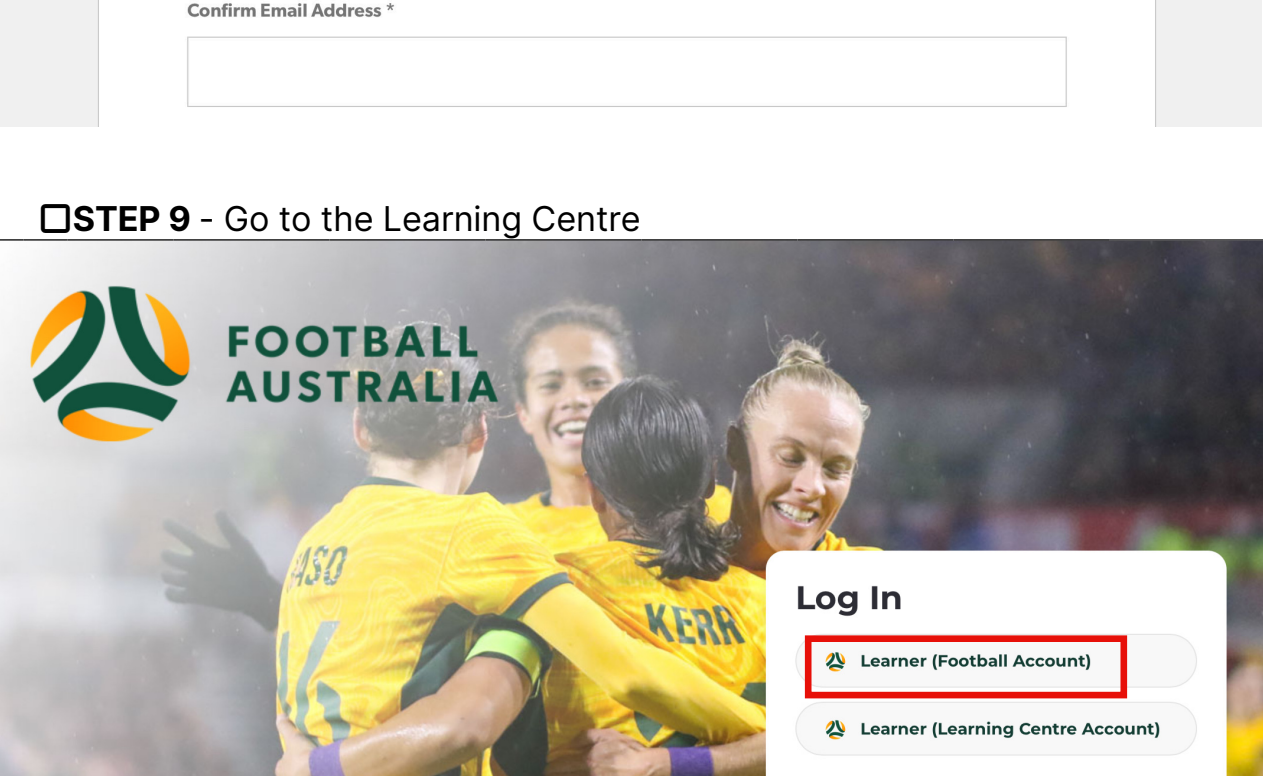 Confirm Email Address *
☐STEP 9 - Go to the Learning Centre
FOOTBALL
AUSTRALIA
KERR
Log In
Learner (Football Account)
Learner (Learning Centre Account)